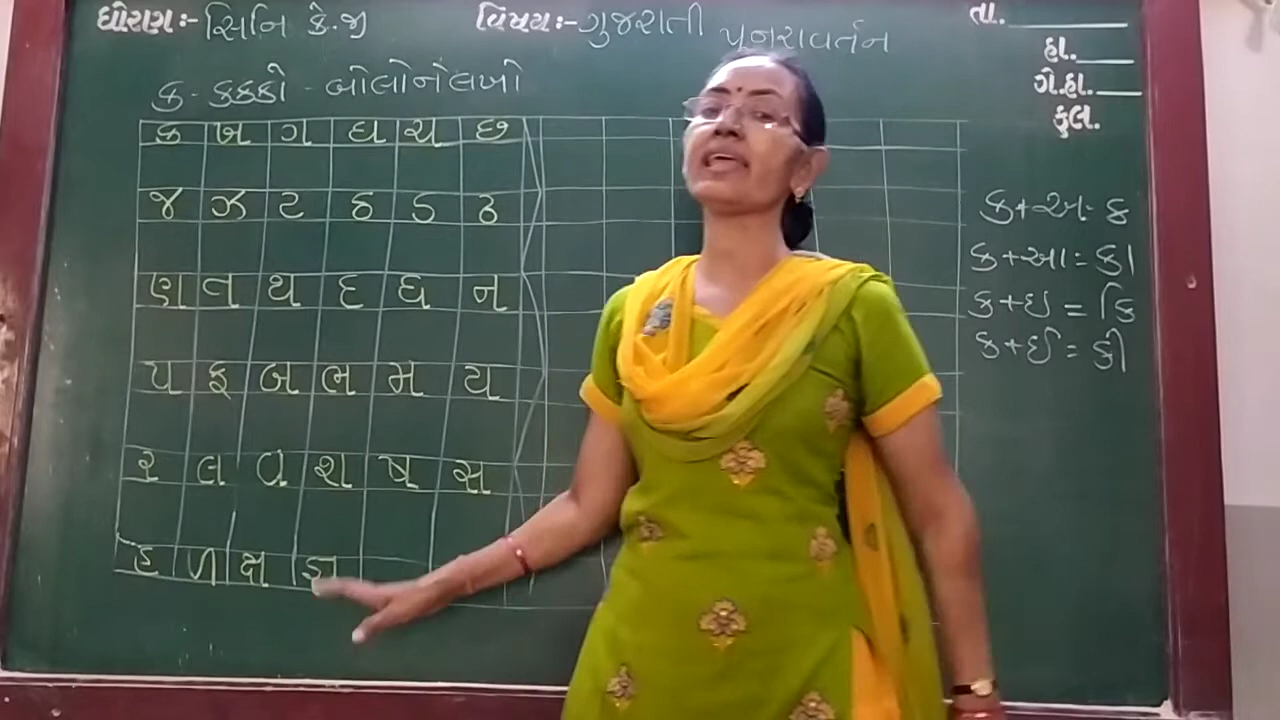 ધોરણ:- સિનિ કે.જી વિષય:- ગુજરાતી પૂનરાવર્તન તા.
હા.
ગે.હા.
કુલ.
ક - કક્કો - બોલોને લખો
ક ખ ગ ઘ ચ છ
જ ઝ ટ ઠ ડ ઢ
ણ ત થ દ ધ ન
પ ફ બ ભ મ ય
ર લ વ શ ષ સ
હ ળ ક્ષ જ્ઞ
ક+અ = ક
ક+આ = કા
ક+ઇ = કિ
ક+ઈ = કી